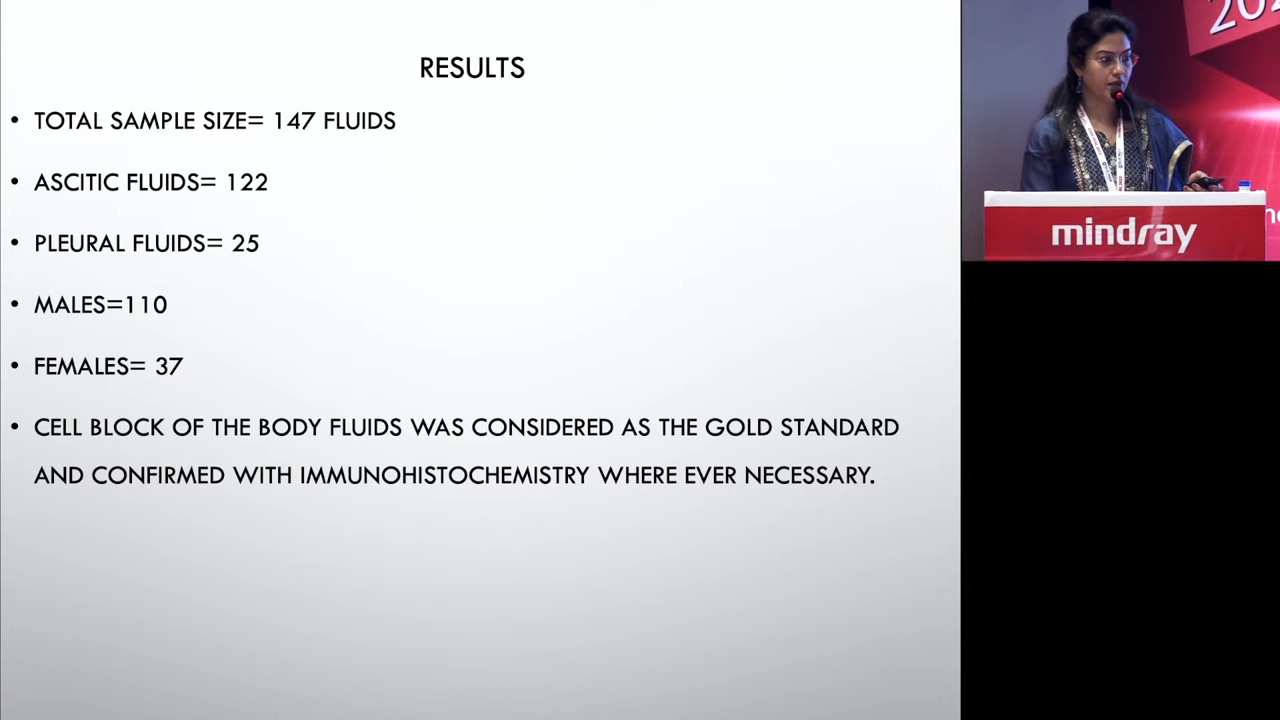 RESULTS
• TOTAL SAMPLE SIZE= 147 FLUIDS
• ASCITIC FLUIDS= 122
• PLEURAL FLUIDS= 25
• MALES=110
• FEMALES= 37
• CELL BLOCK OF THE BODY FLUIDS WAS CONSIDERED AS THE GOLD STANDARD
AND CONFIRMED WITH IMMUNOHISTOCHEMISTRY WHERE EVER NECESSARY.
mindray